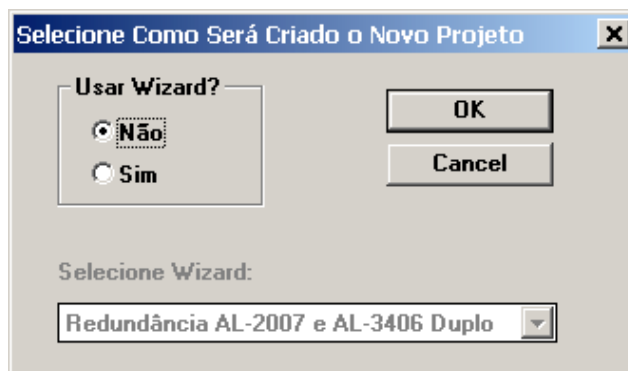 Selecione Como Será Criado o Novo Projeto
Usar Wizard?
Não
Sim
OK
Cancel
Selecione Wizard:
Redundância AL-2007 e AL-3406 Duplo